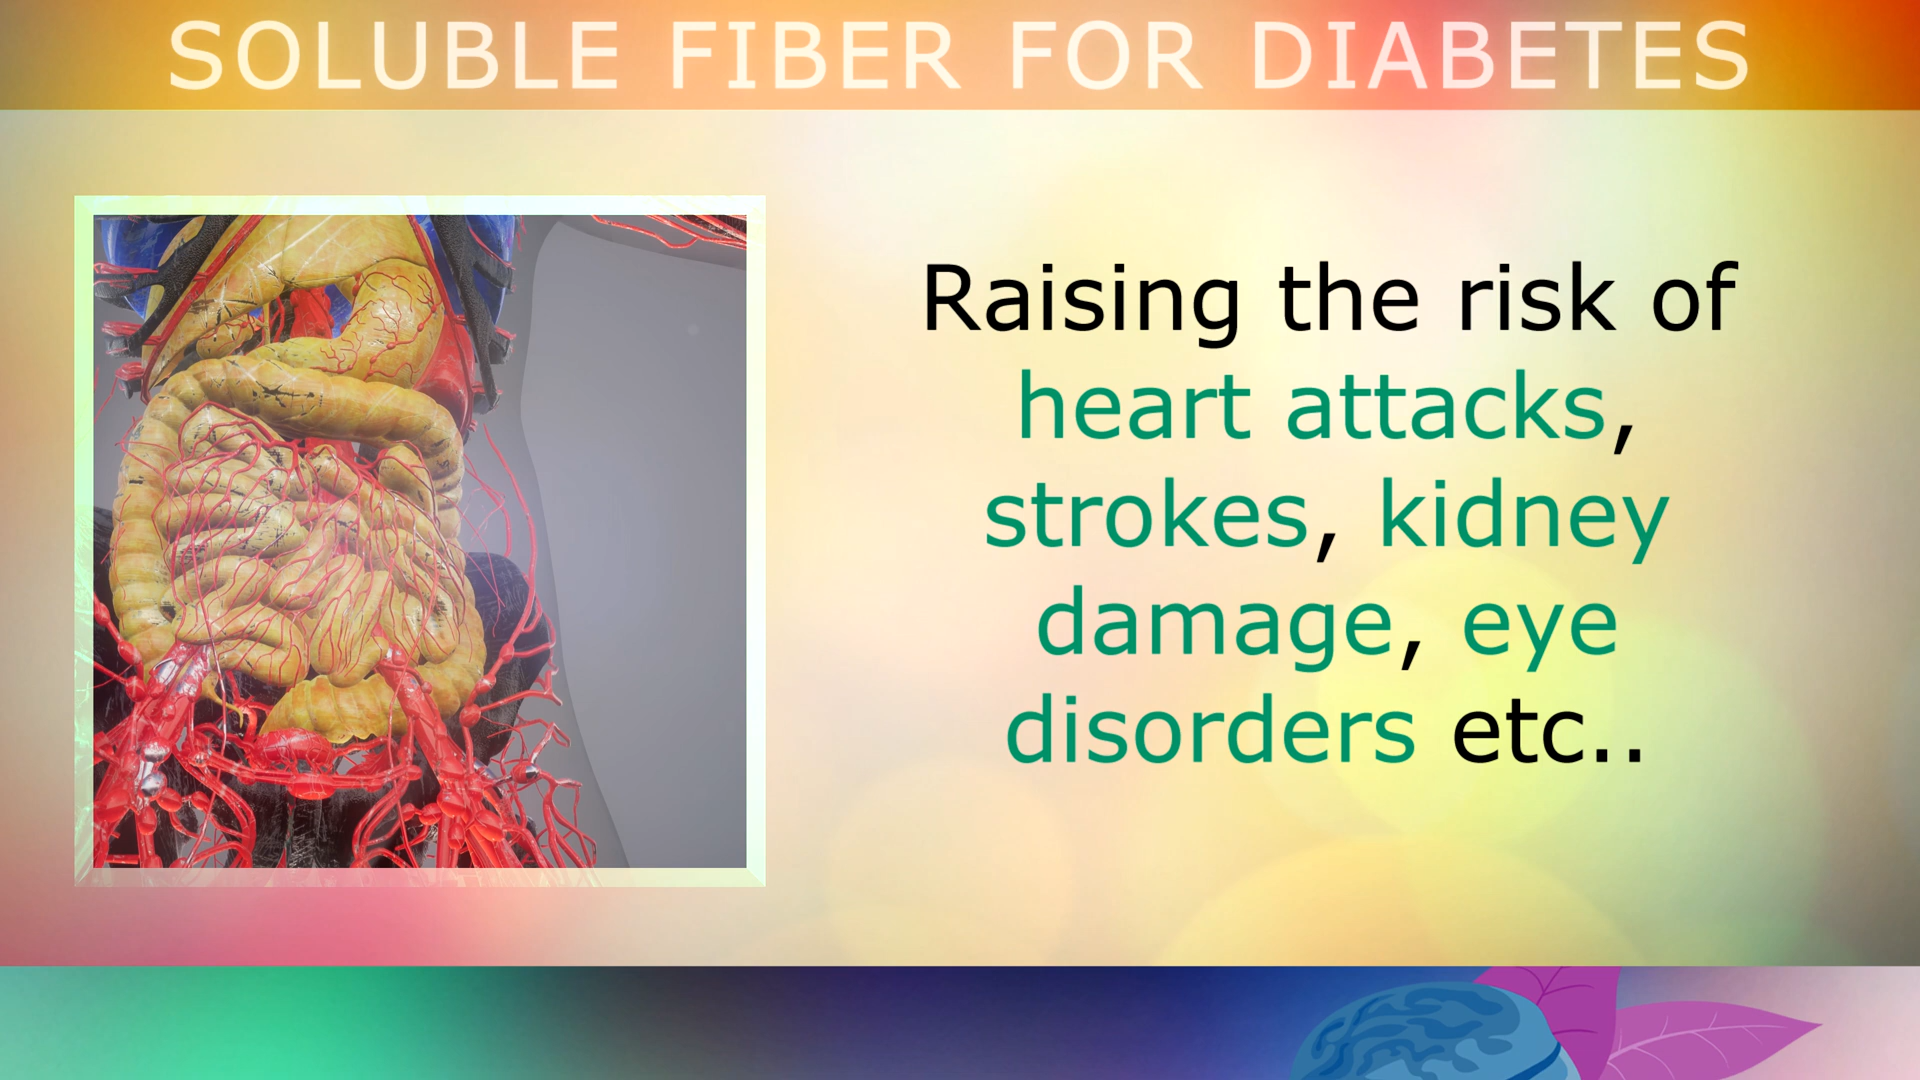 SOLUBLE FIBER FOR DIABETES
Raising the risk of
heart attacks,
strokes, kidney
damage, eye
disorders etc..